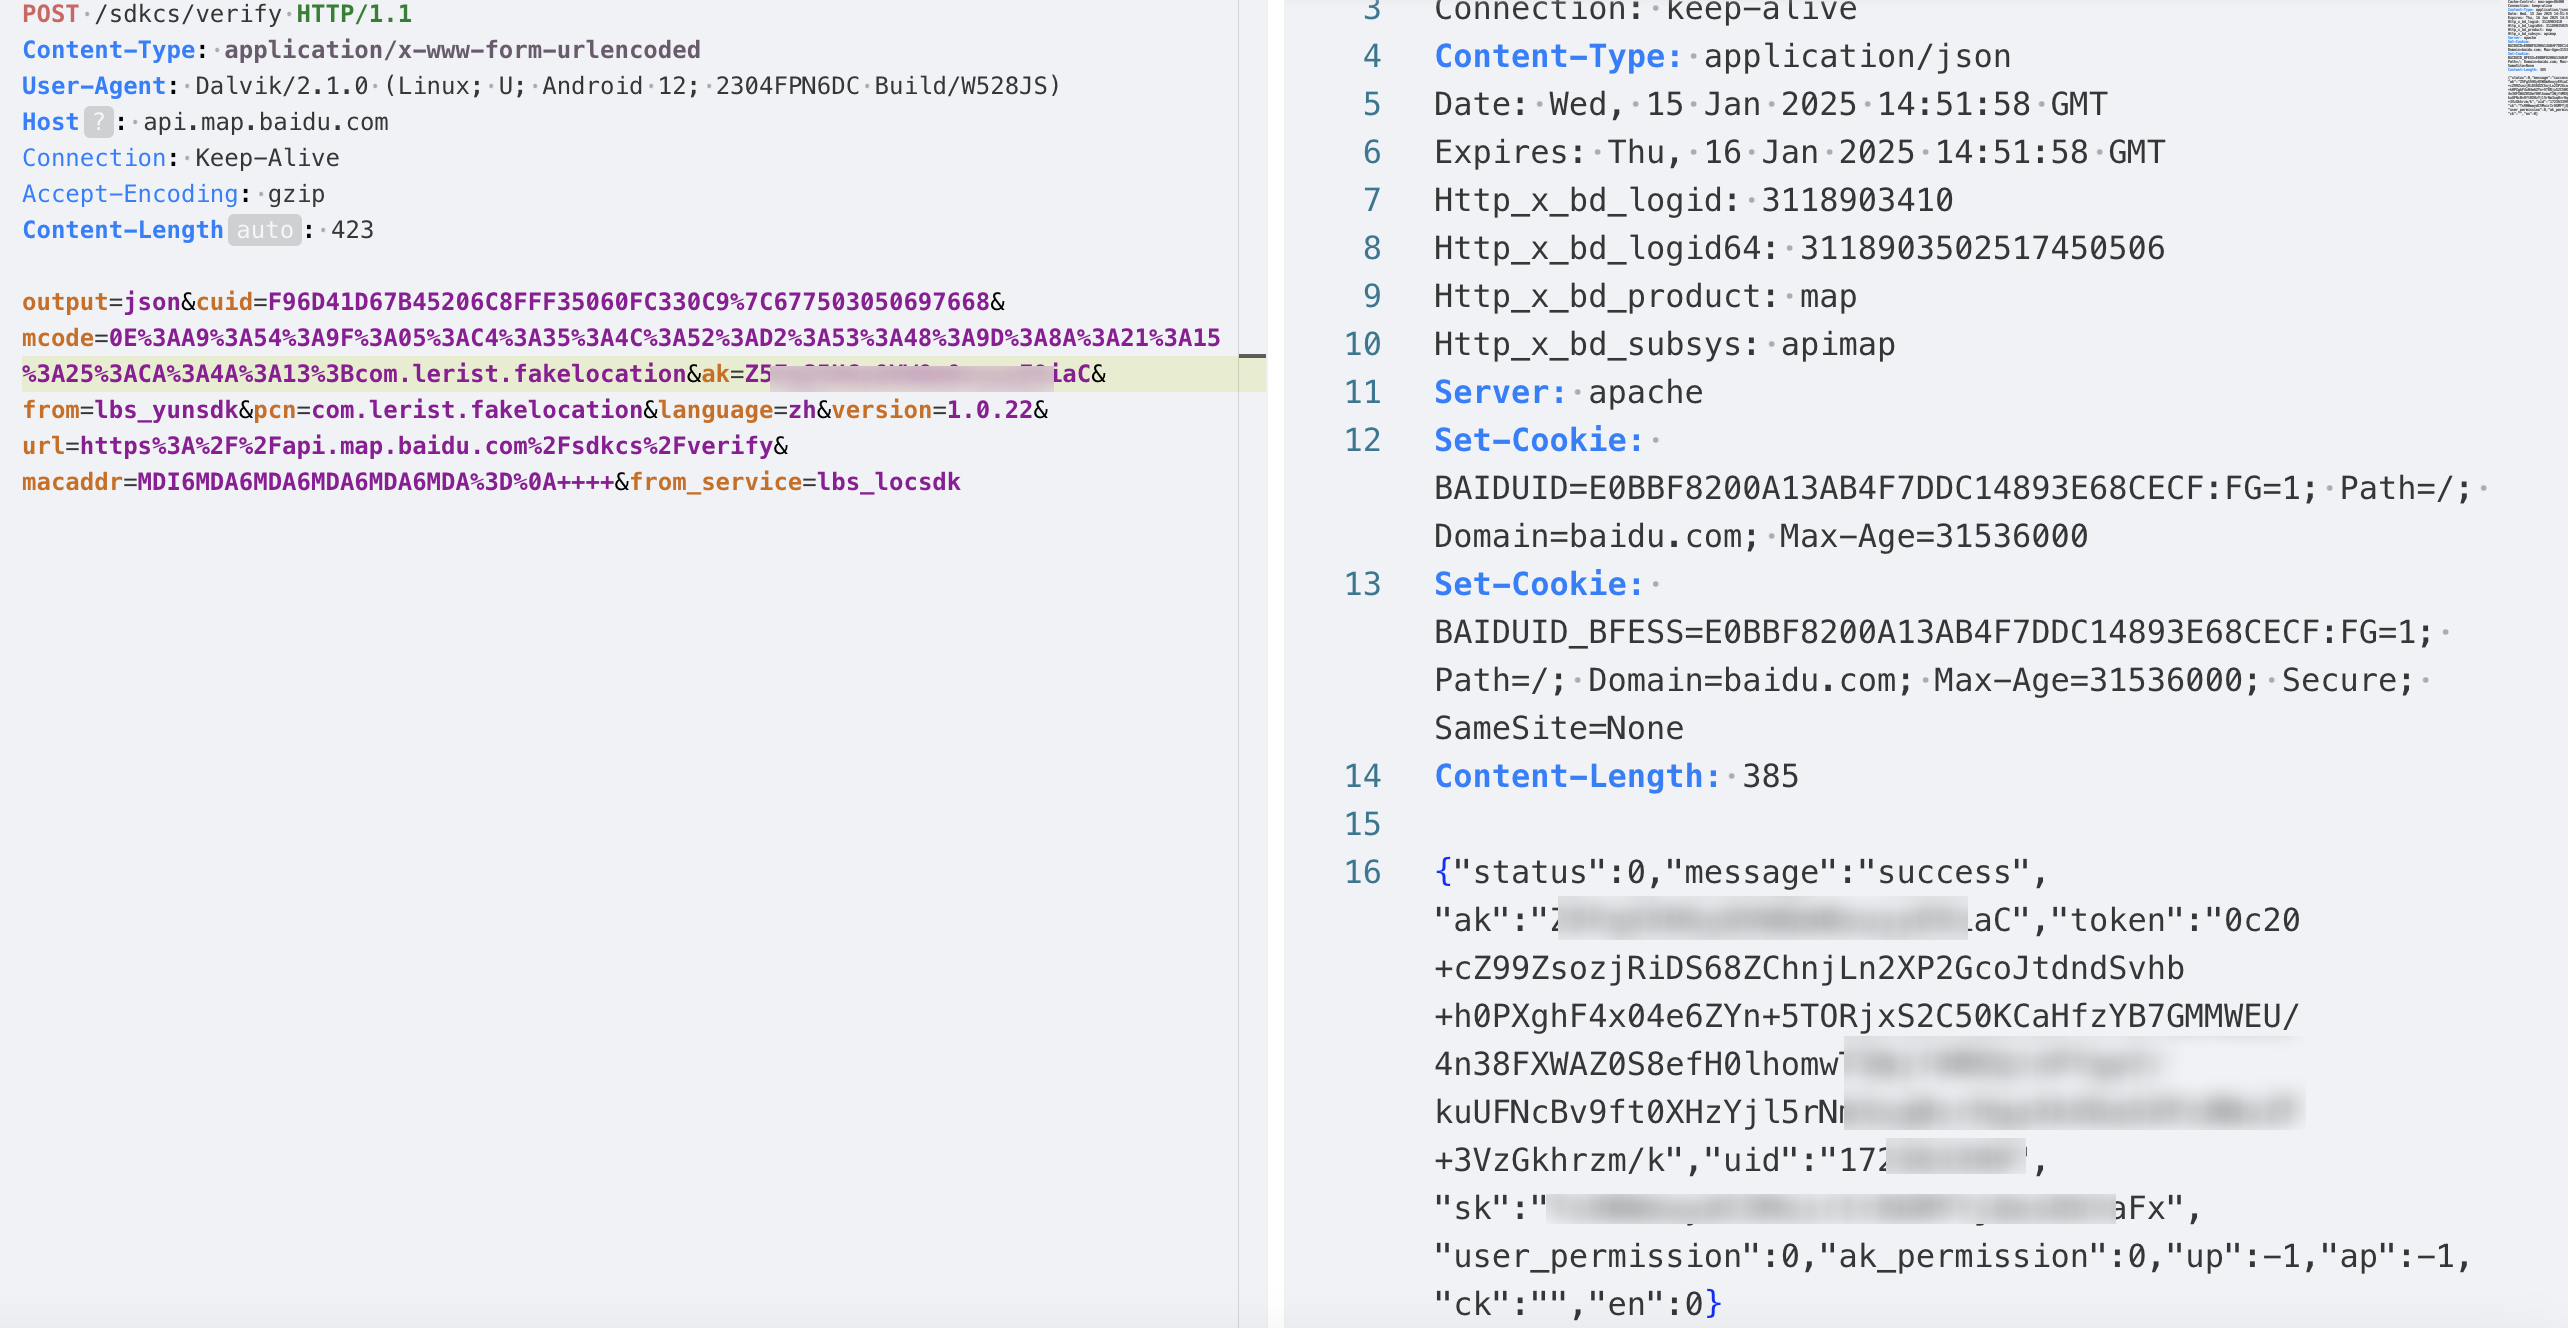 POST /sdkcs/verify HTTP/1.1
Content-Type: application/x-www-form-urlencoded
User-Agent: Dalvik/2.1.0 (Linux; U; Android 12; 2304FPN6DC Build/W528JS)
Host ? : api.map.baidu.com
Connection: Keep-Alive
Accept-Encoding: gzip
Content-Length auto : 423
output=json&cuid=F96D41D67B45206C8FFF35060FC330C9%7C677503050697668&
mcode=0E%3AA9%3A54%3A9F%3A05%3AC4%3A35%3A4C%3A52%3AD2%3A53%3A48%3A9D%3A8A%3A21%3A15
%3A25%3ACA%3A4A%3A13%3Bcom.lerist.fakelocation&ak=Z5 iaC&
from=lbs_yunsdk&pcn=com.lerist.fakelocation&language=zh&version=1.0.22&
url=https%3A%2F%2Fapi.map.baidu.com%2Fsdkcs%2Fverify&
macaddr=MDI6MDA6MDA6MDA6MDA6MDA%3D%0A++++&from_service=lbs_locsdk
3 Connection: keep-alive
4 Content-Type: application/json
5 Date: Wed, 15 Jan 2025 14:51:58 GMT
6 Expires: Thu, 16 Jan 2025 14:51:58 GMT
7 Http_x_bd_logid: 3118903410
8 Http_x_bd_logid64: 3118903502517450506
9 Http_x_bd_product: map
10 Http_x_bd_subsys: apimap
11 Server: apache
12 Set-Cookie:
BAIDUID=E0BBF8200A13AB4F7DDC14893E68CECF:FG=1; Path=/;
Domain=baidu.com; Max-Age=31536000
13 Set-Cookie:
BAIDUID_BFESS=E0BBF8200A13AB4F7DDC14893E68CECF:FG=1;
Path=/; Domain=baidu.com; Max-Age=31536000; Secure;
SameSite=None
14 Content-Length: 385
15
16 {"status":0,"message":"success",
"ak":"Z iaC","token":"0c20
+cZ99ZsozjRiDS68ZChnjLn2XP2GcoJtdndSvhb
+h0PXghF4x04e6ZYn+5TORjxS2C50KCaHfzYB7GMMWEU/
4n38FXWAZ0S8efH0lhomw
kuUFNcBv9ft0XHzYjl5rN
+3VzGkhrzm/k","uid":"172 ",
"sk":" aFx",
"user_permission":0,"ak_permission":0,"up":-1,"ap":-1,
"ck":"","en":0}